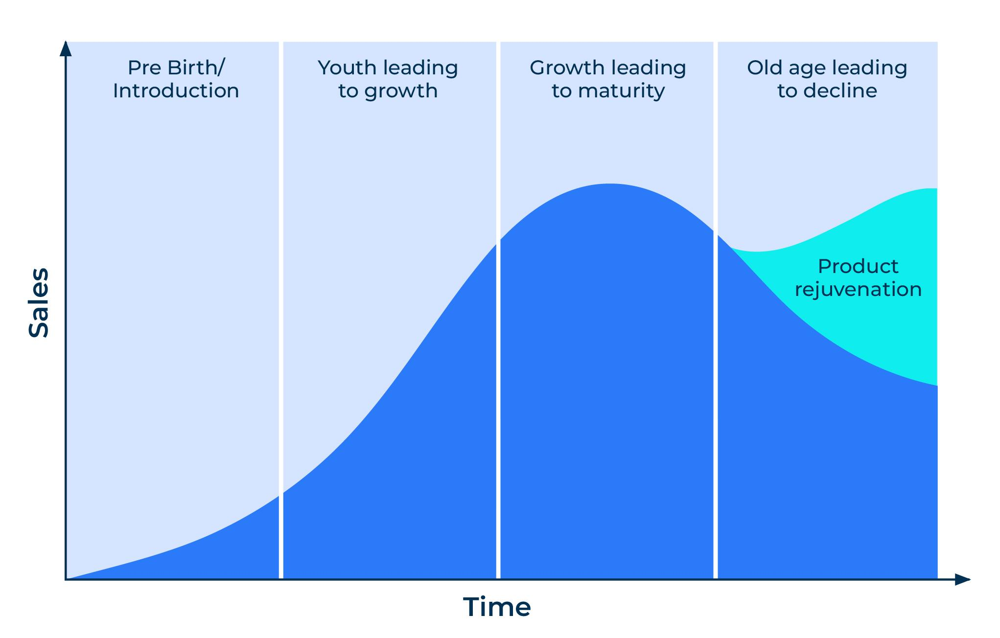 Pre Birth/
Introduction
Youth leading
to growth
Growth leading
to maturity
Old age leading
to decline
Product
rejuvenation
Sales
Time